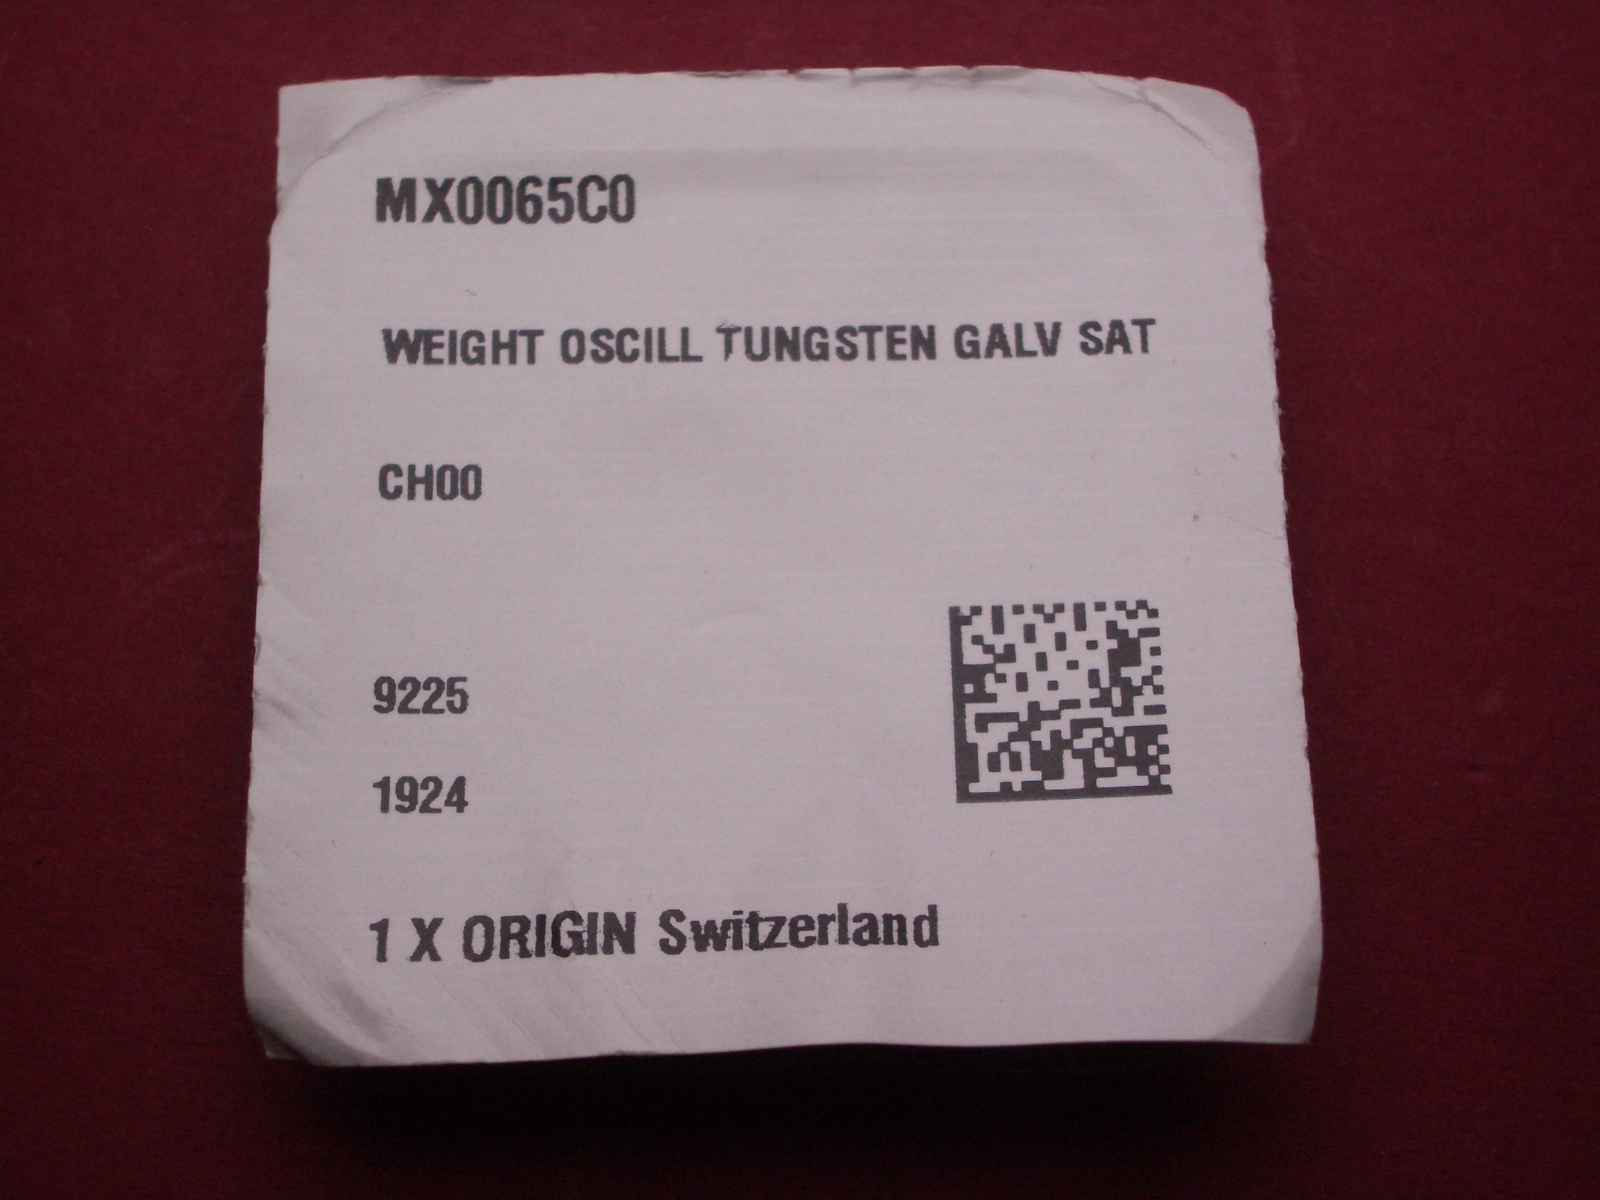 MX0065C0
WEIGHT OSCILL TUNGSTEN GALV SAT
CH00
9225
1924
1 X ORIGIN Switzerland